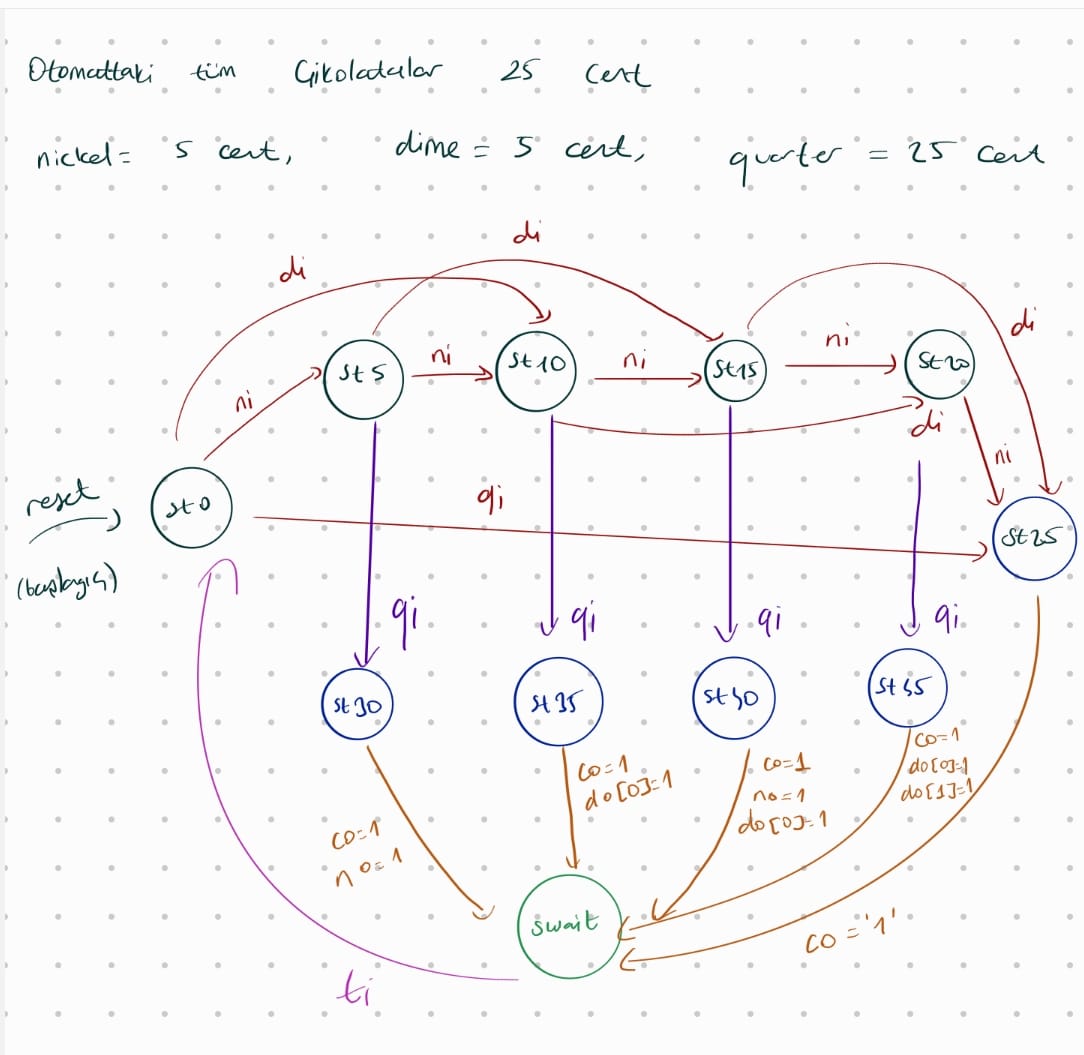 Otomattaki tüm Çikolatalar 25 Cent
nickel = 5 cent, dime = 5 cent, quarter = 25 cent
di
di
di
ni
ni
ni
ni
St5
St10
St15
St20
di
ni
reset
(başlangıç)
St0
qi
St25
qi
qi
qi
qi
St30
St35
St40
St45
co=1
no=1
co=1
do[0]=1
co=1
no=1
do[0]=1
co=1
do[0]=1
do[1]=1
swait
co='1'
ti